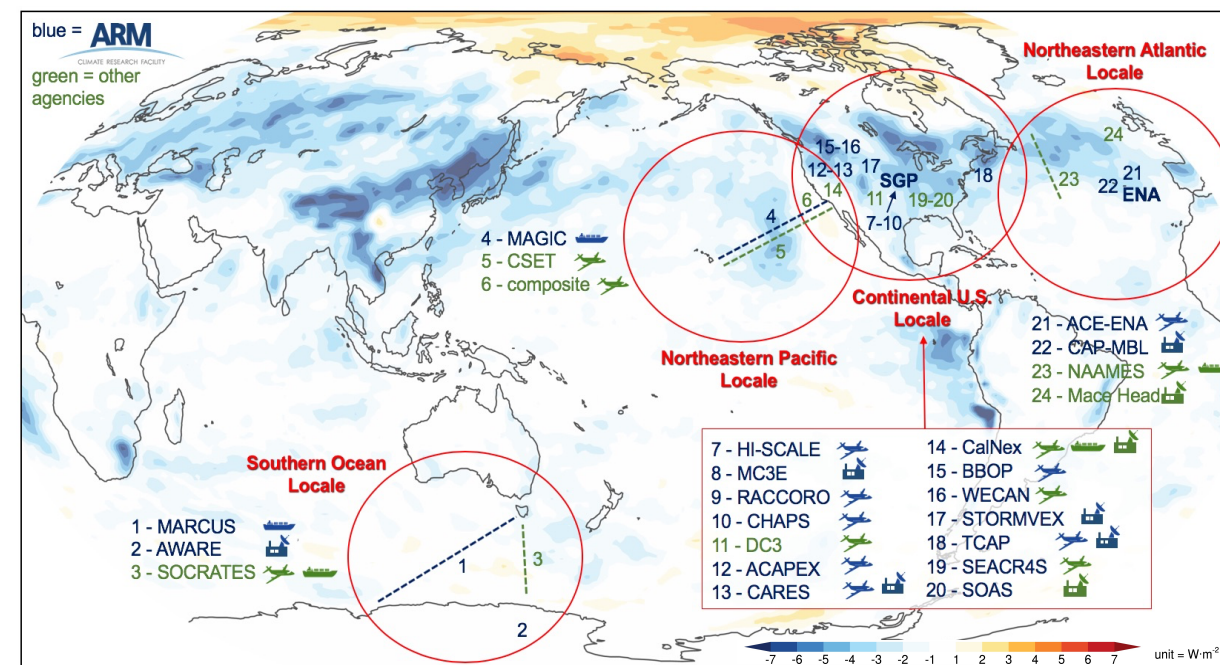 blue = ARM
CLIMATE RESEARCH FACILITY
green = other
agencies
Northeastern Atlantic
Locale
15-16
12-13
17
SGP
18
14
6
11
19-20
7-10
24
23
21
22
ENA
4
5
4 - MAGIC
5 - CSET
6 - composite
Continental U.S.
Locale
Northeastern Pacific
Locale
21 - ACE-ENA
22 - CAP-MBL
23 - NAAMES
24 - Mace Head
Southern Ocean
Locale
1 - MARCUS
2 - AWARE
3 - SOCRATES
1
3
2
7 - HI-SCALE
8 - MC3E
9 - RACCORO
10 - CHAPS
11 - DC3
12 - ACAPEX
13 - CARES
14 - CalNex
15 - BBOP
16 - WECAN
17 - STORMVEX
18 - TCAP
19 - SEACR4S
20 - SOAS
-7 -6 -5 -4 -3 -2 -1 1 2 3 4 5 6 7
unit = W·m⁻²